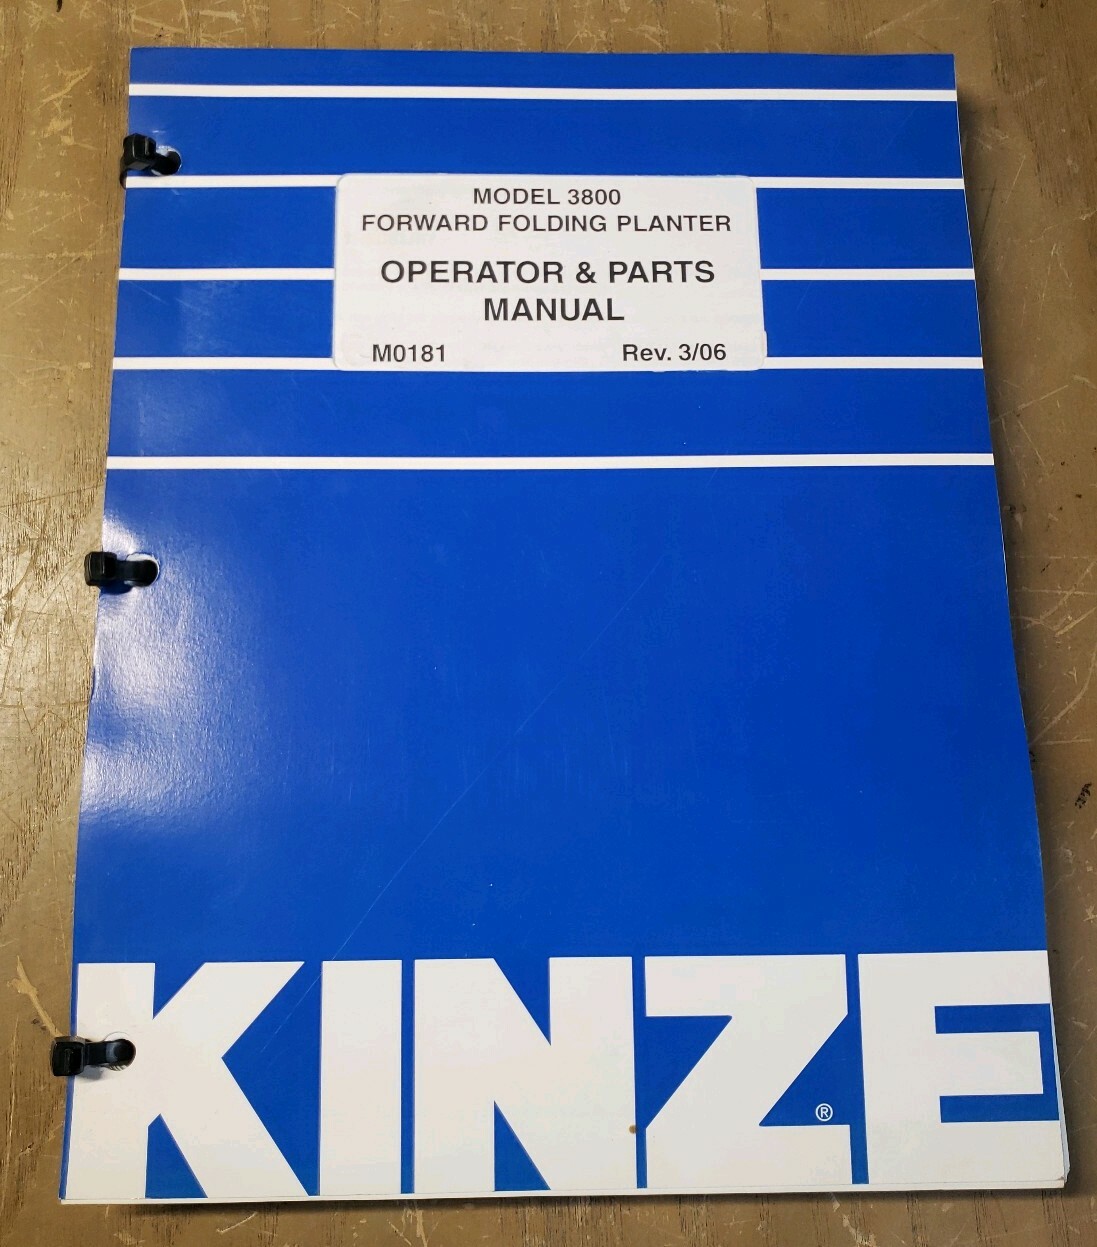 MODEL 3800
FORWARD FOLDING PLANTER
OPERATOR & PARTS
MANUAL
M0181 Rev. 3/06
KINZE®